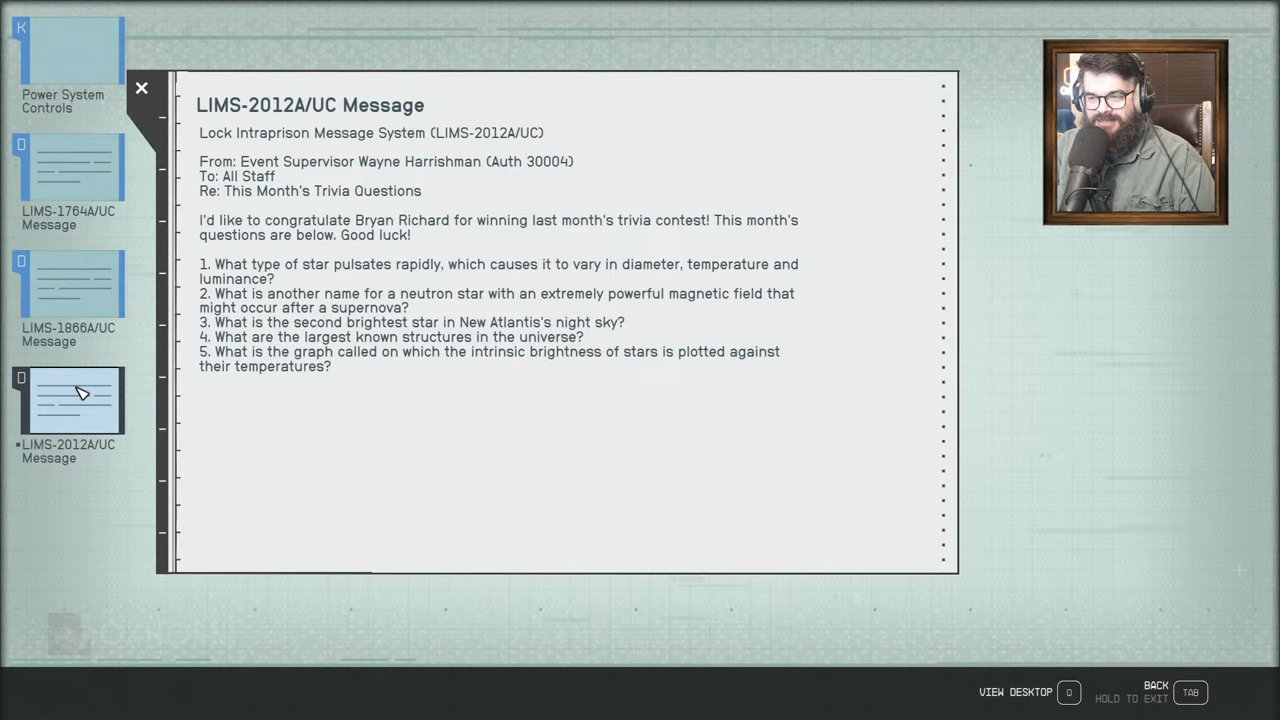 K
Power System
Controls
D
LIMS-1764A/UC
Message
D
LIMS-1866A/UC
Message
D
LIMS-2012A/UC
Message
LIMS-2012A/UC Message
Lock Intraprison Message System (LIMS-2012A/UC)
From: Event Supervisor Wayne Harrishman (Auth 30004)
To: All Staff
Re: This Month's Trivia Questions
I'd like to congratulate Bryan Richard for winning last month's trivia contest! This month's
questions are below. Good luck!
1. What type of star pulsates rapidly, which causes it to vary in diameter, temperature and
luminance?
2. What is another name for a neutron star with an extremely powerful magnetic field that
might occur after a supernova?
3. What is the second brightest star in New Atlantis's night sky?
4. What are the largest known structures in the universe?
5. What is the graph called on which the intrinsic brightness of stars is plotted against
their temperatures?
VIEW DESKTOP Q
BACK
HOLD TO EXIT TAB